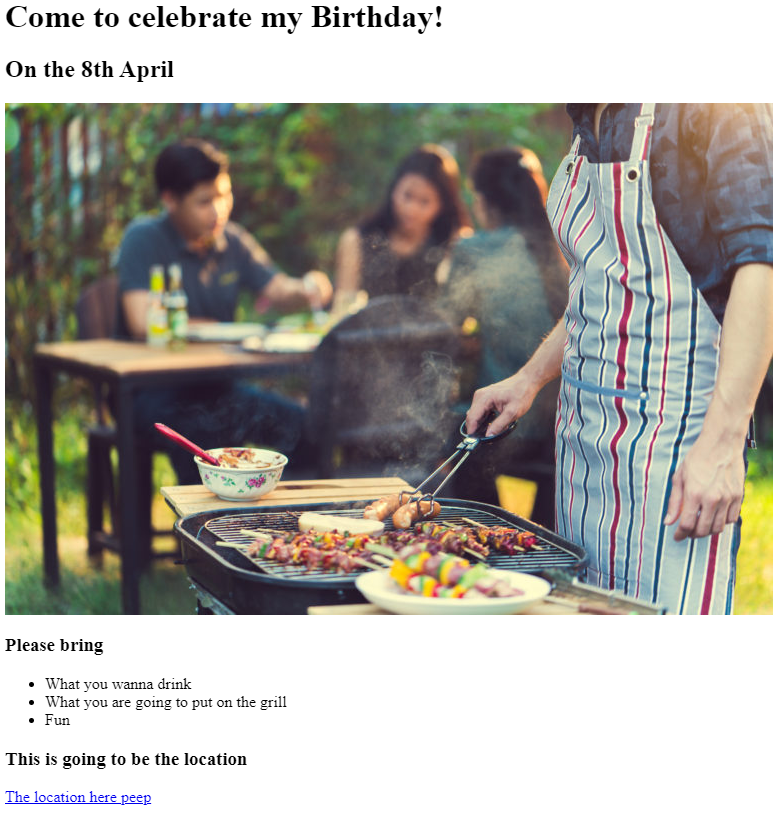 Come to celebrate my Birthday!
On the 8th April
Please bring
What you wanna drink
What you are going to put on the grill
Fun
This is going to be the location
The location here peep